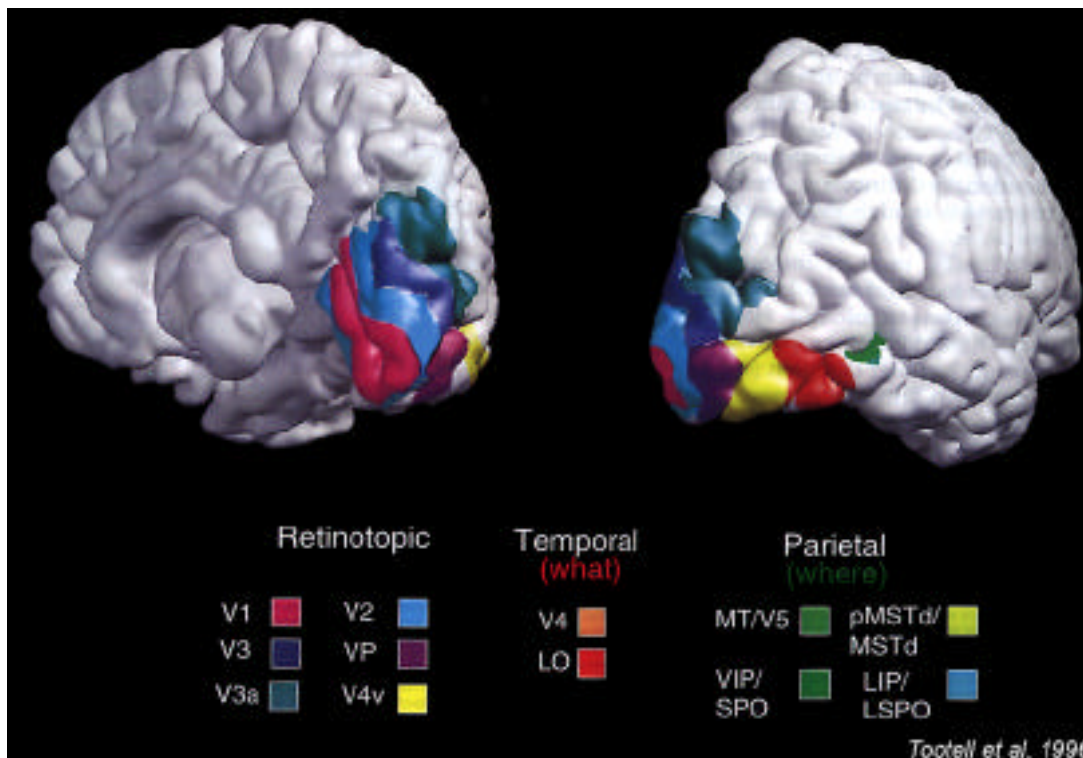 Retinotopic
Temporal
(what)
Parietal
(where)
V1
V2
V3
VP
V3a
V4v
V4
LO
MT/V5
pMSTd/
MSTd
VIP/
SPO
LIP/
LSPO
Tootell et al. 1996